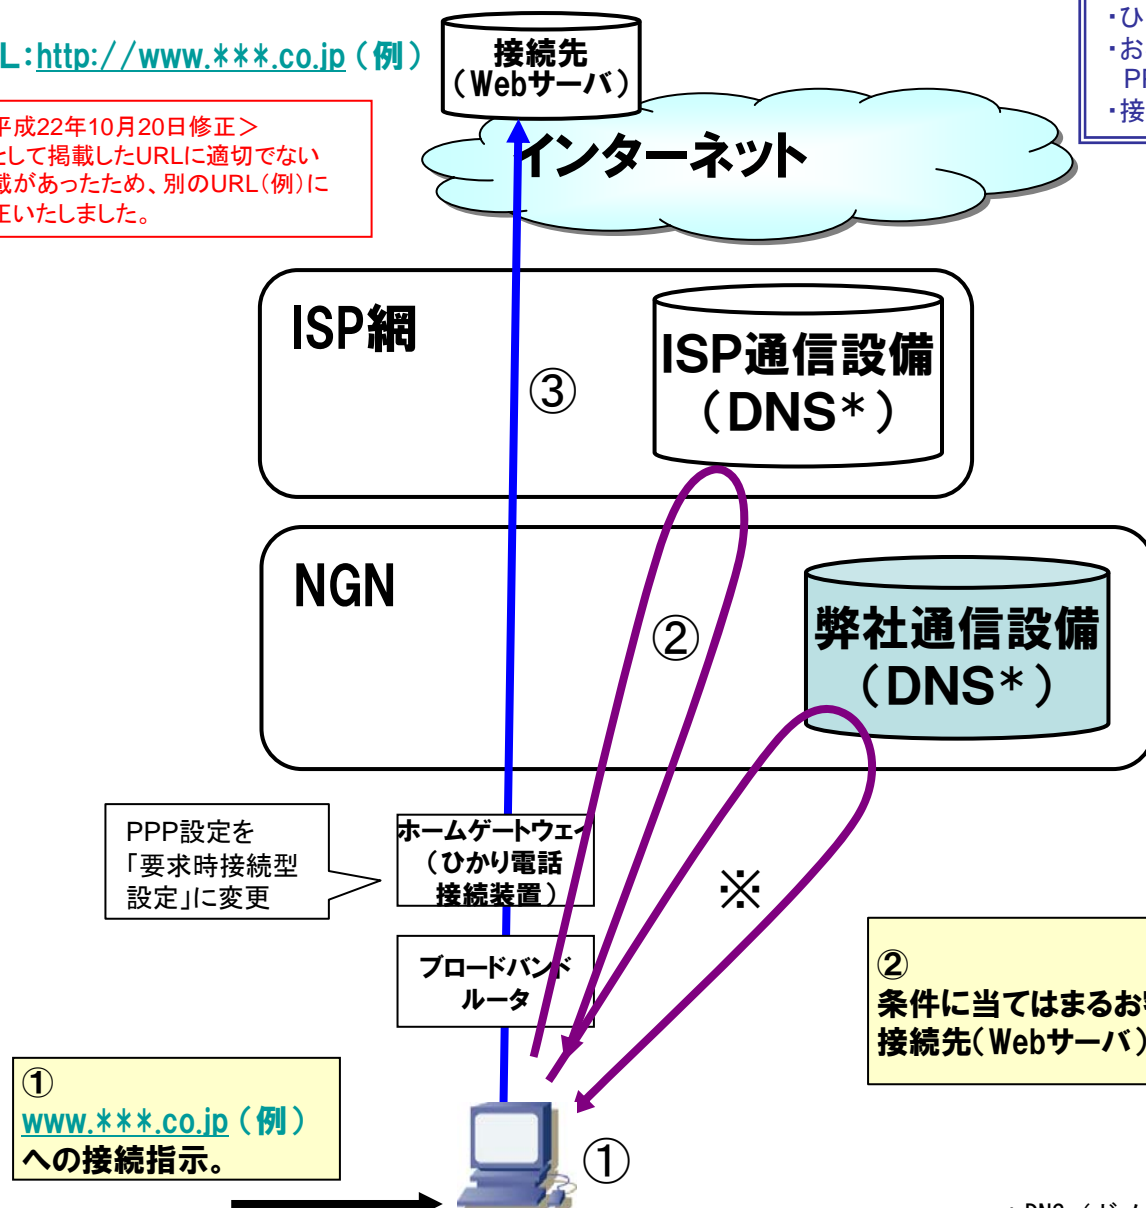 L：http://www.***.co.jp（例）
接続先
（Webサーバ）
・ひ
・お
PP
・接
平成22年10月20日修正＞
として掲載したURLに適切でない
載があったため、別のURL（例）に
正いたしました。
インターネット
ISP網
ISP通信設備
（DNS*）
③
NGN
②
弊社通信設備
（DNS*）
PPP設定を
「要求時接続型
設定」に変更
ホームゲートウェイ
（ひかり電話
接続装置）
※
ブロードバンド
ルータ
②
条件に当てはまるお
接続先(Webサーバ)
①
www.***.co.jp（例）
への接続指示。
①